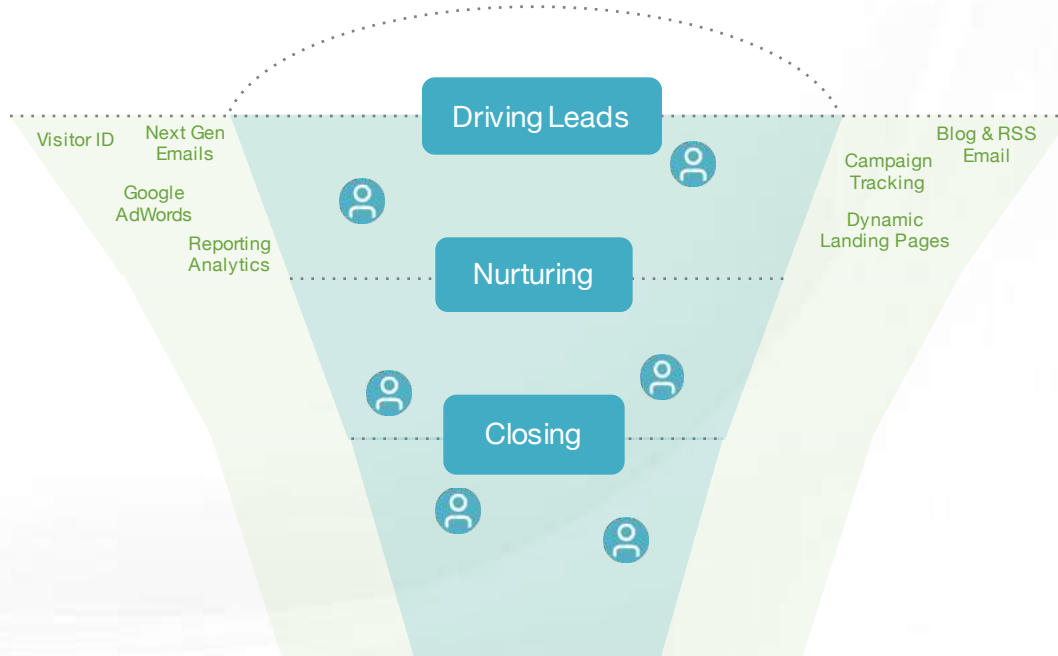 Driving Leads
Visitor ID
Next Gen
Emails
Google
AdWords
Reporting
Analytics
Blog & RSS
Email
Campaign
Tracking
Dynamic
Landing Pages
Nurturing
Closing